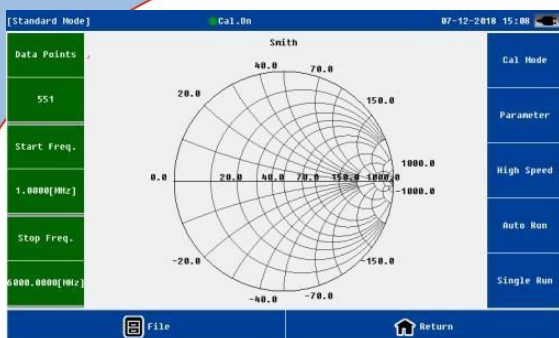 [Standard Mode]
Cal.On
07-12-2018 15:08
Data Points
551
Start Freq.
1.0000[MHz]
Stop Freq.
6000.0000[MHz]
Smith
40.0
70.0
20.0
150.0
1000.0
0.0
20.0
40.0
70.0
150.0
1000.0
-1000.0
-20.0
-150.0
-40.0
-70.0
Cal Mode
Parameter
High Speed
Auto Run
Single Run
File
Return